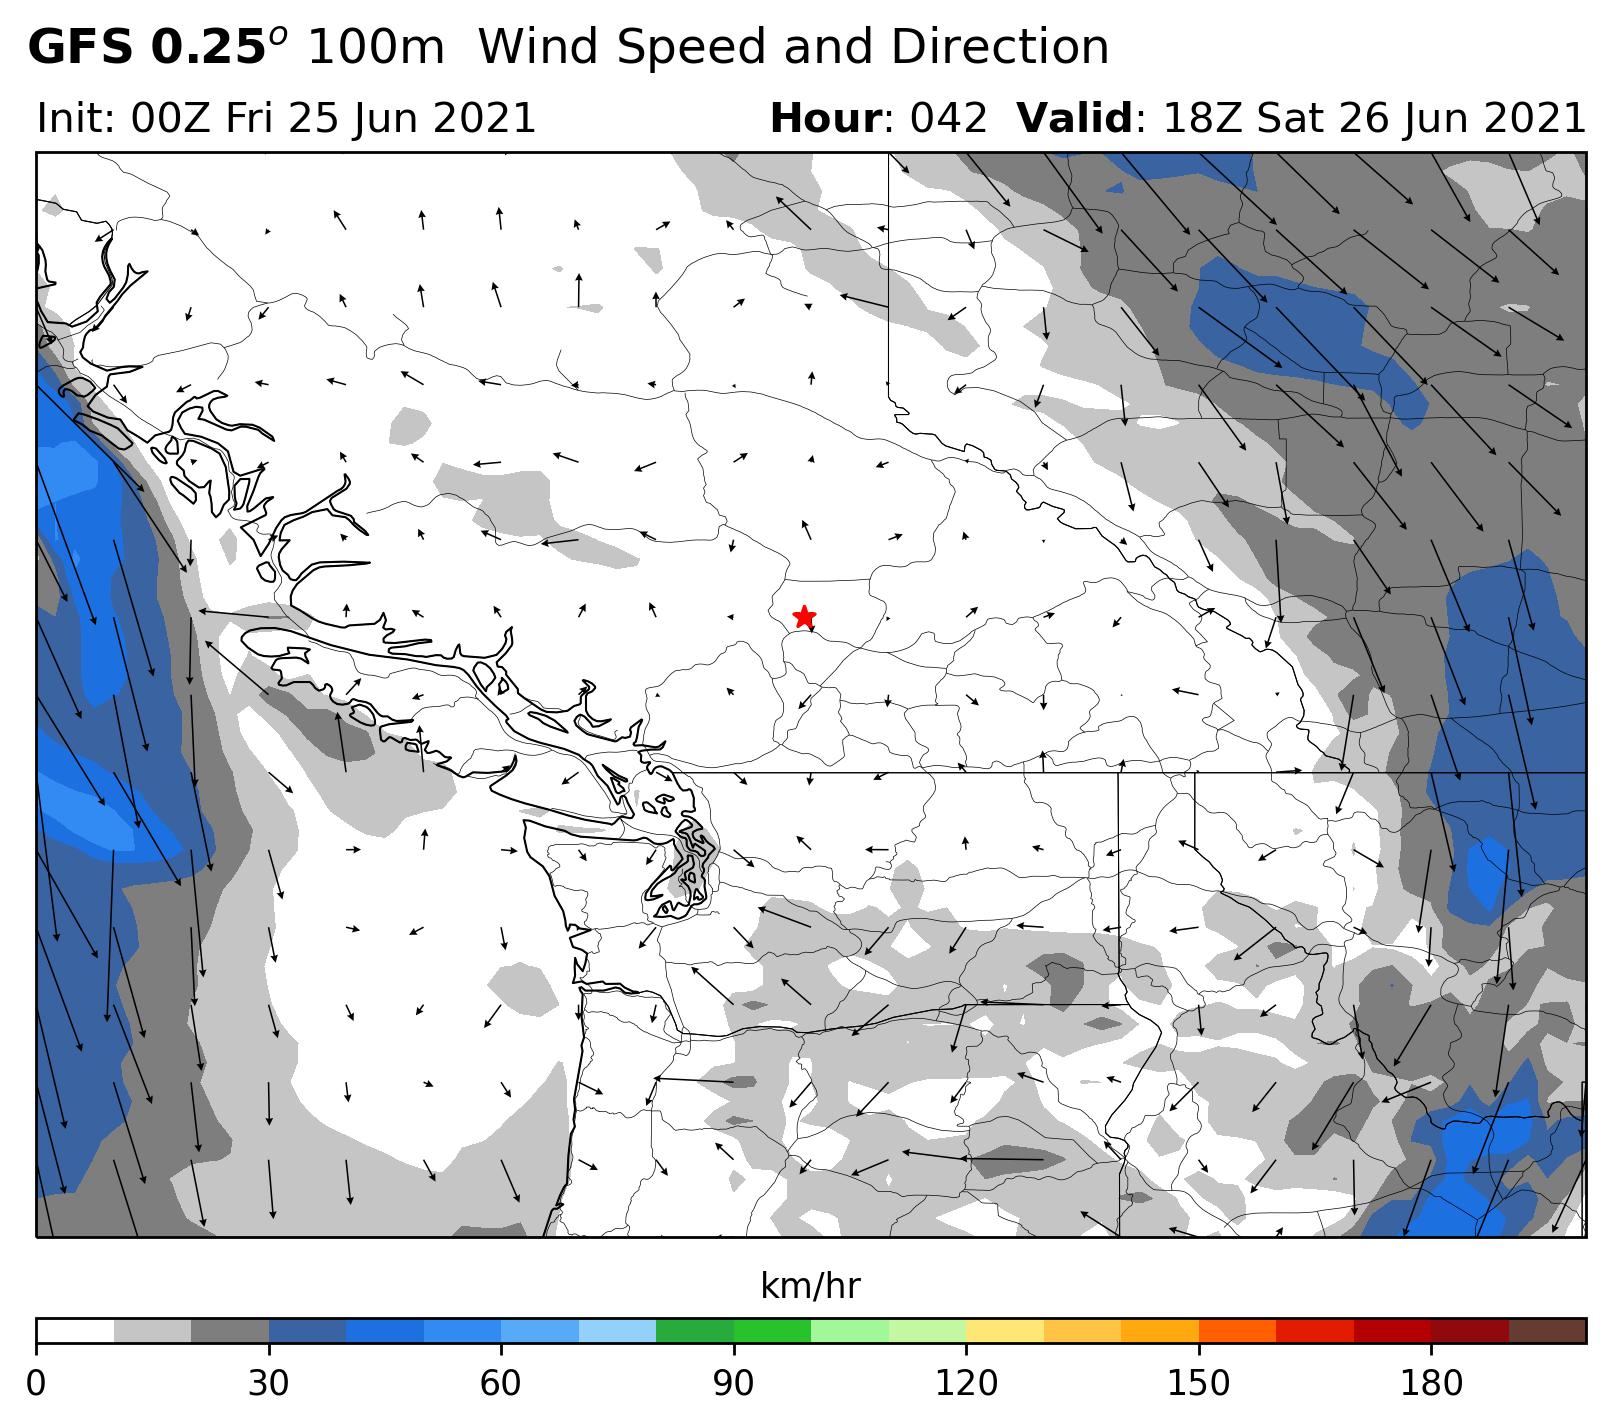 GFS 0.25° 100m Wind Speed and Direction
Init: 00Z Fri 25 Jun 2021 Hour: 042 Valid: 18Z Sat 26 Jun 2021
km/hr
0 30 60 90 120 150 180